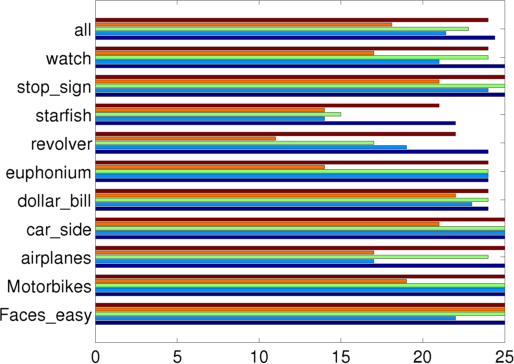 all
watch
stop_sign
starfish
revolver
euphonium
dollar_bill
car_side
airplanes
Motorbikes
Faces_easy
0 5 10 15 20 25